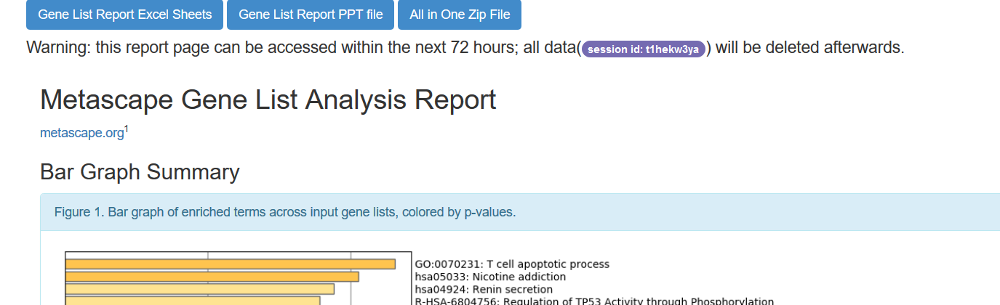 Gene List Report Excel Sheets Gene List Report PPT file All in One Zip File
Warning: this report page can be accessed within the next 72 hours; all data( session id: t1hekw3ya ) will be deleted afterwards.
Metascape Gene List Analysis Report
metascape.org1
Bar Graph Summary
Figure 1. Bar graph of enriched terms across input gene lists, colored by p-values.
GO:0070231: T cell apoptotic process
hsa05033: Nicotine addiction
hsa04924: Renin secretion
R-HSA-6804756: Regulation of TP53 Activity through Phosphorylation